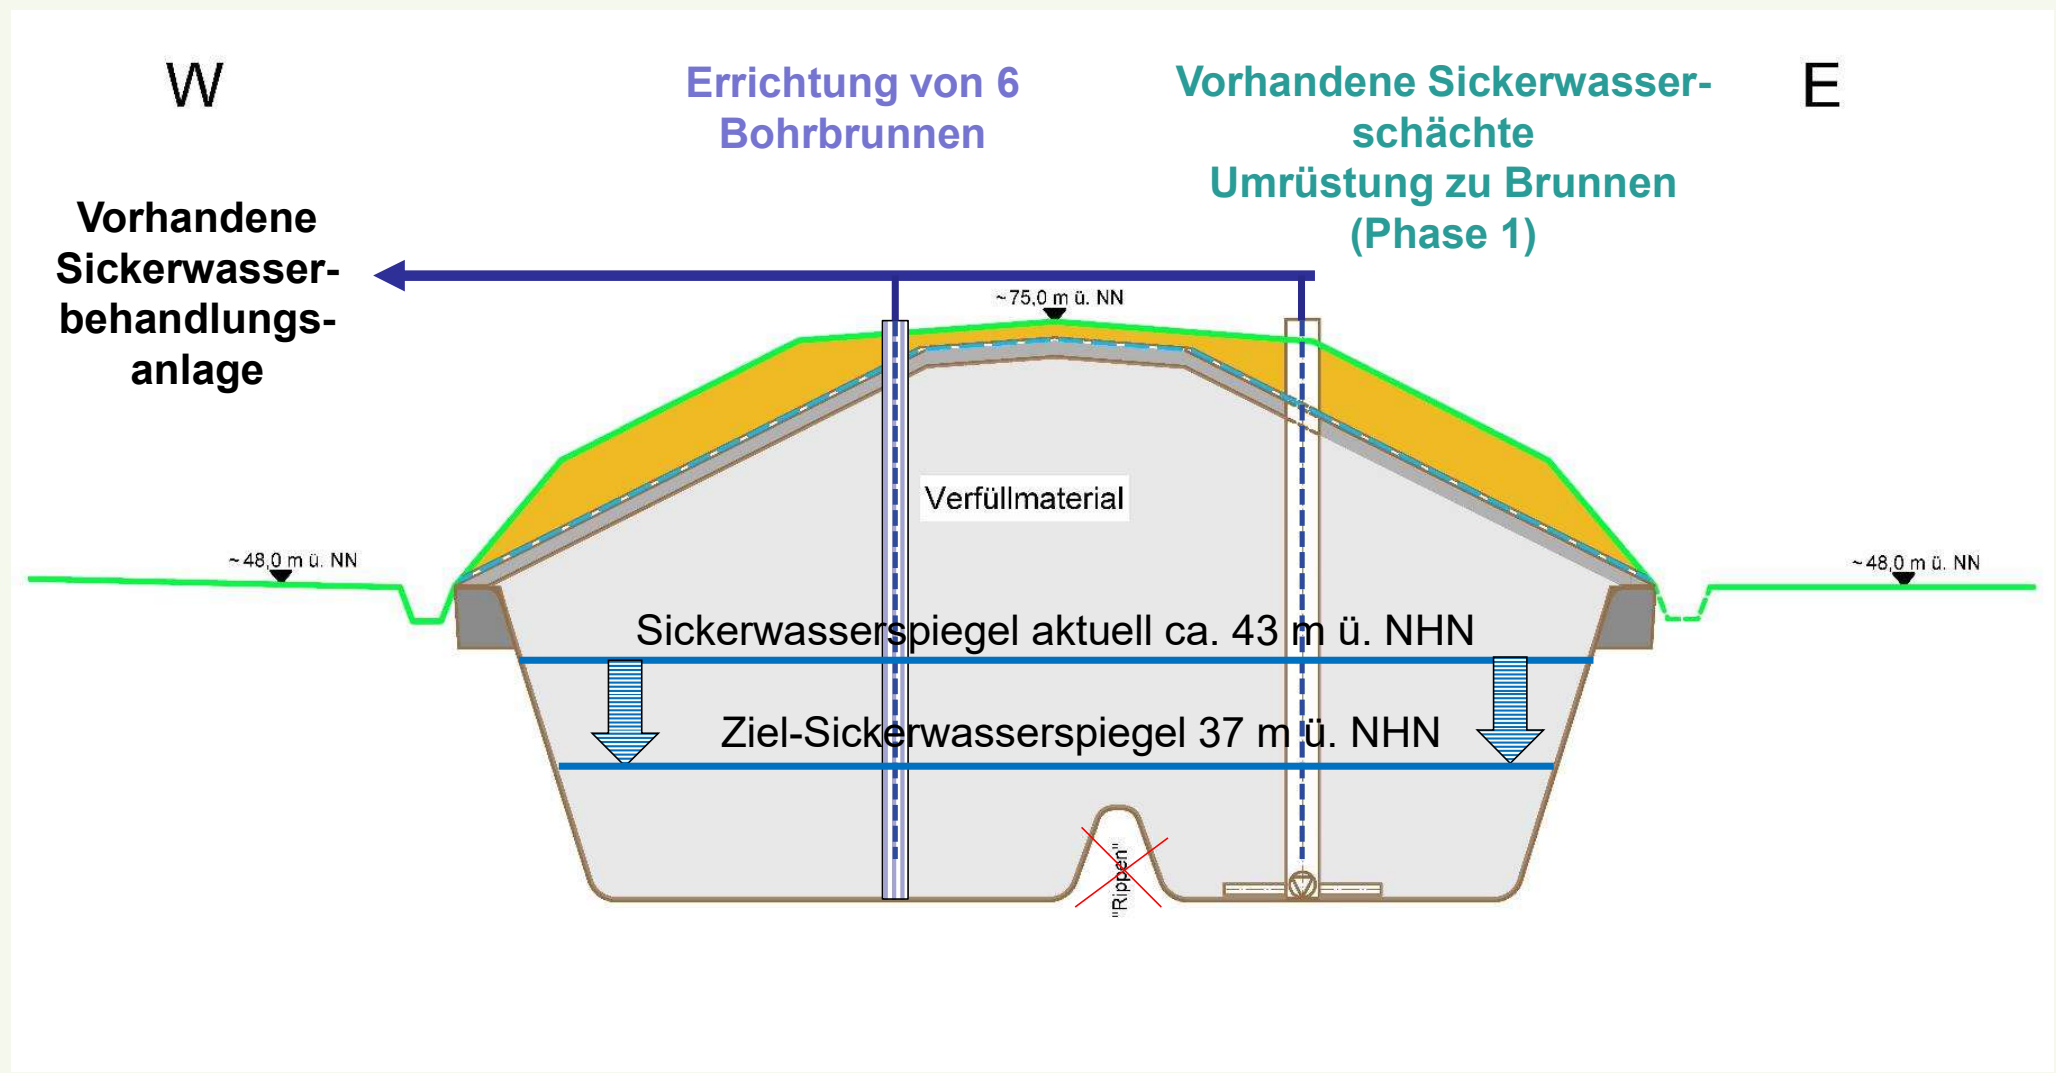 W
Errichtung von 6
Bohrbrunnen
Vorhandene Sickerwasser-
schächte
Umrüstung zu Brunnen
(Phase 1)
E
Vorhandene
Sickerwasser-
behandlungs-
anlage
~75,0 m ü. NN
Verfüllmaterial
~48,0 m ü. NN
~48,0 m ü. NN
Sickerwasserspiegel aktuell ca. 43 m ü. NHN
Ziel-Sickerwasserspiegel 37 m ü. NHN
"Rippen"